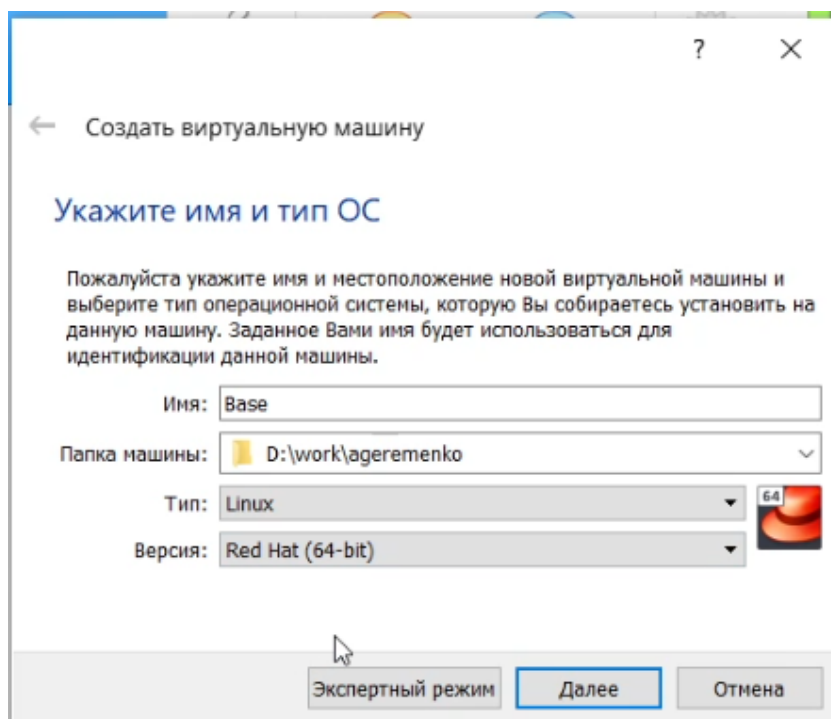 ?
Создать виртуальную машину
Укажите имя и тип ОС
Пожалуйста укажите имя и местоположение новой виртуальной машины и
выберите тип операционной системы, которую Вы собираетесь установить на
данную машину. Заданное Вами имя будет использоваться для
идентификации данной машины.
Имя: Base
Папка машины: D:\work\ageremenko
Тип: Linux
64
Версия: Red Hat (64-bit)
Экспертный режим Далее Отмена